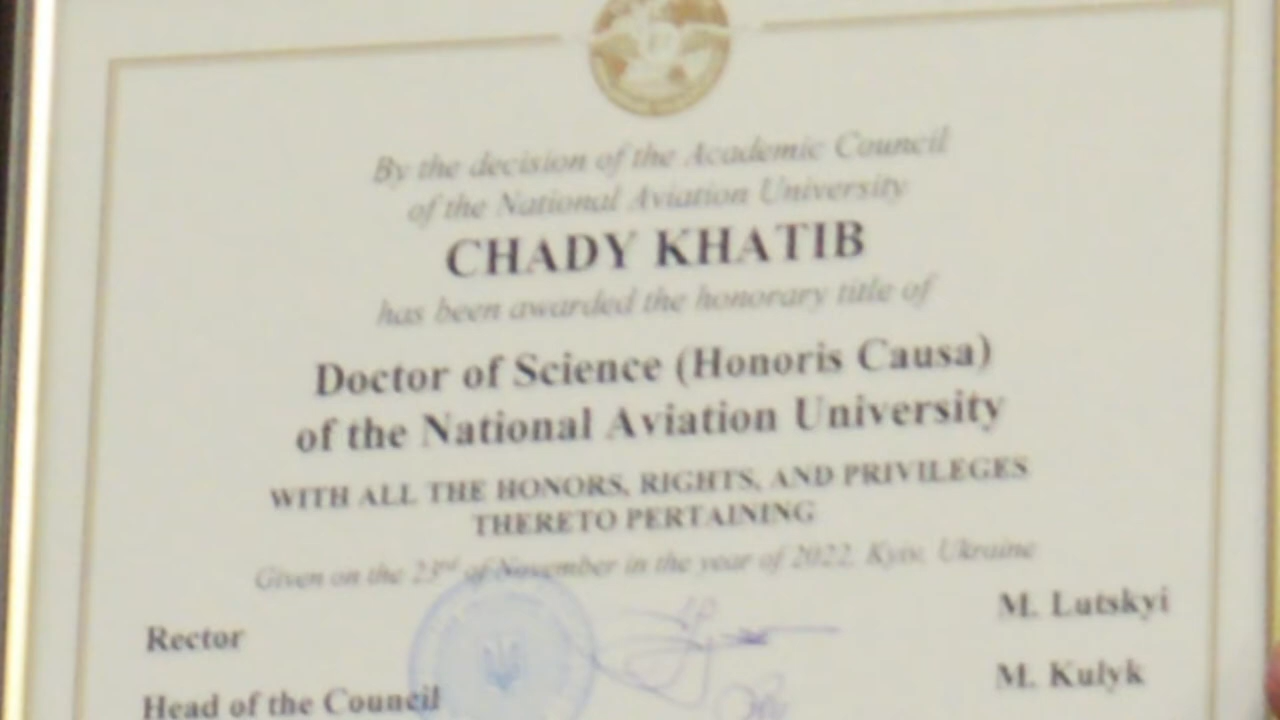 By the decision of the Academic Council
of the National Aviation University
CHADY KHATIB
has been awarded the honorary title of
Doctor of Science (Honoris Causa)
of the National Aviation University
WITH ALL THE HONORS, RIGHTS, AND PRIVILEGES
THERETO PERTAINING
Given on the 23rd of November in the year of 2022, Kyiv, Ukraine
Rector M. Lutskyi
Head of the Council M. Kulyk